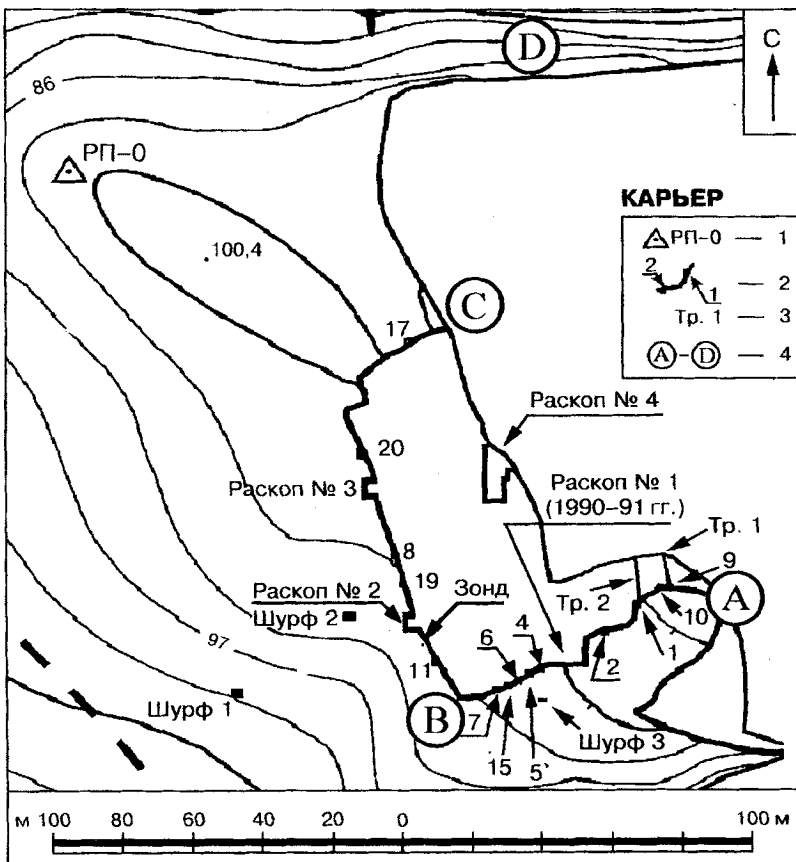 D
С
86
РП–0
КАРЬЕР
РП–0 — 1
2
1
— 2
Тр. 1 — 3
A – D — 4
100,4
C
17
Раскоп № 4
20
Раскоп № 3
Раскоп № 1
(1990–91 гг.)
Тр. 1
8
9
19
Раскоп № 2
Зонд
Шурф 2
Тр. 2
A
10
6
4
97
11
2
1
Шурф 1
B
7
Шурф 3
15
5
м 100 80 60 40 20 0 100 м